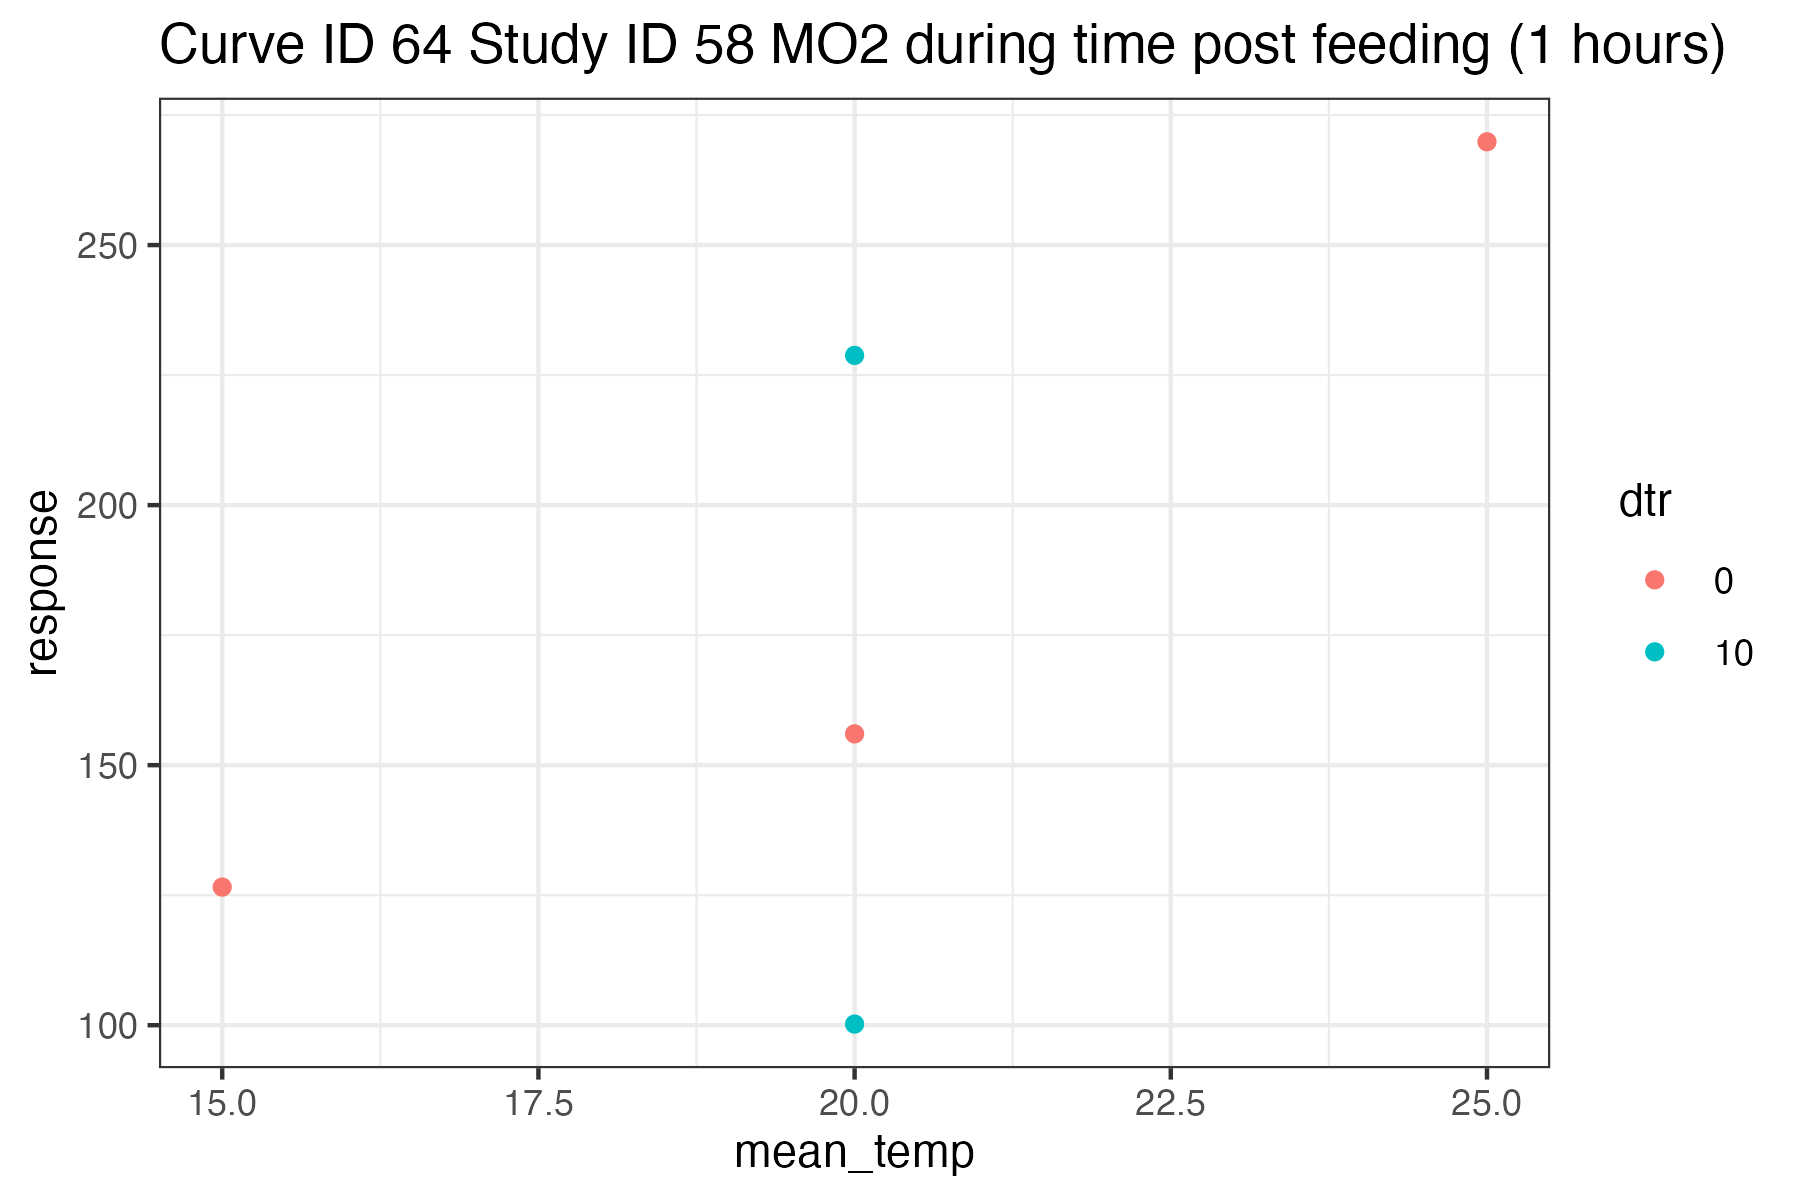 Curve ID 64 Study ID 58 MO2 during time post feeding (1 hours)
250
200
150
100
response
15.0 17.5 20.0 22.5 25.0
mean_temp
dtr
0
10